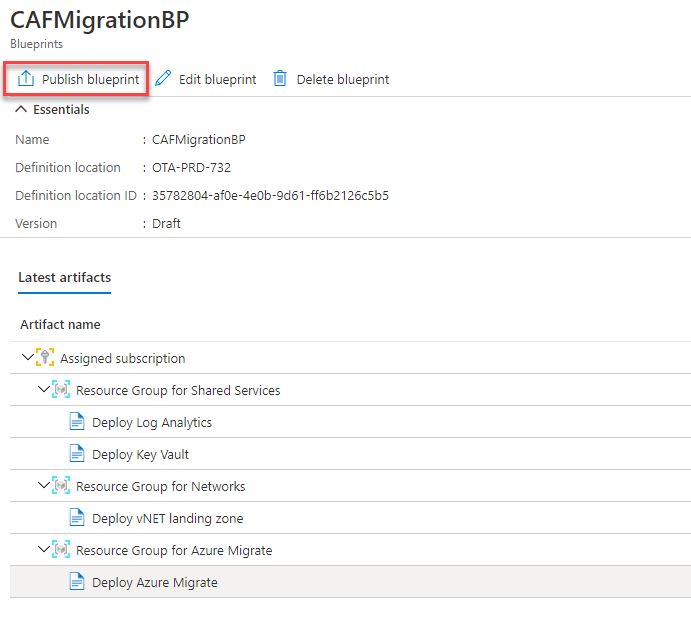 CAFMigrationBP
Blueprints
Publish blueprint Edit blueprint Delete blueprint
Essentials
Name : CAFMigrationBP
Definition location : OTA-PRD-732
Definition location ID : 35782804-af0e-4e0b-9d61-ff6b2126c5b5
Version : Draft
Latest artifacts
Artifact name
Assigned subscription
Resource Group for Shared Services
Deploy Log Analytics
Deploy Key Vault
Resource Group for Networks
Deploy vNET landing zone
Resource Group for Azure Migrate
Deploy Azure Migrate